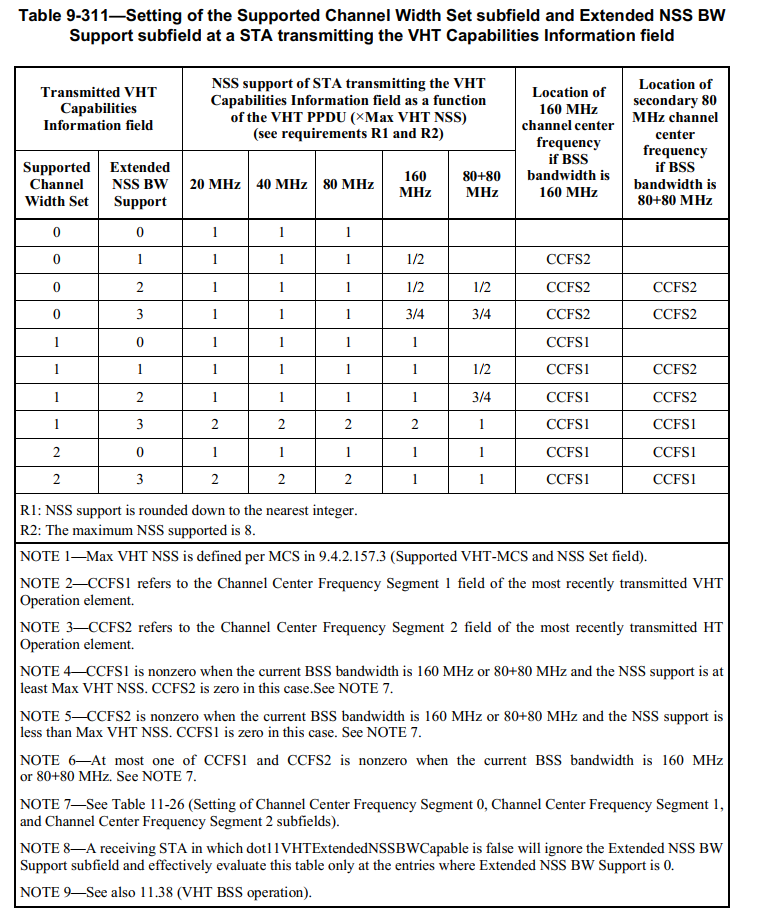 Table 9-311—Setting of the Supported Channel Width Set subfield and Extended NSS BW
Support subfield at a STA transmitting the VHT Capabilities Information field
Transmitted VHT
Capabilities
Information field
NSS support of STA transmitting the VHT
Capabilities Information field as a function
of the VHT PPDU (×Max VHT NSS)
(see requirements R1 and R2)
Location of
160 MHz
channel center
frequency
if BSS
bandwidth is
160 MHz
Location of
secondary 80
MHz channel
center
frequency
if BSS
bandwidth is
80+80 MHz
Supported
Channel
Width Set
Extended
NSS BW
Support
20 MHz
40 MHz
80 MHz
160
MHz
80+80
MHz
0 0 1 1 1
0 1 1 1 1 1/2 CCFS2
0 2 1 1 1 1/2 1/2 CCFS2 CCFS2
0 3 1 1 1 3/4 3/4 CCFS2 CCFS2
1 0 1 1 1 1 CCFS1
1 1 1 1 1 1 1/2 CCFS1 CCFS2
1 2 1 1 1 1 3/4 CCFS1 CCFS2
1 3 2 2 2 2 1 CCFS1 CCFS1
2 0 1 1 1 1 1 CCFS1 CCFS1
2 3 2 2 2 1 1 CCFS1 CCFS1
R1: NSS support is rounded down to the nearest integer.
R2: The maximum NSS supported is 8.
NOTE 1—Max VHT NSS is defined per MCS in 9.4.2.157.3 (Supported VHT-MCS and NSS Set field).
NOTE 2—CCFS1 refers to the Channel Center Frequency Segment 1 field of the most recently transmitted VHT
Operation element.
NOTE 3—CCFS2 refers to the Channel Center Frequency Segment 2 field of the most recently transmitted HT
Operation element.
NOTE 4—CCFS1 is nonzero when the current BSS bandwidth is 160 MHz or 80+80 MHz and the NSS support is at
least Max VHT NSS. CCFS2 is zero in this case.See NOTE 7.
NOTE 5—CCFS2 is nonzero when the current BSS bandwidth is 160 MHz or 80+80 MHz and the NSS support is
less than Max VHT NSS. CCFS1 is zero in this case. See NOTE 7.
NOTE 6—At most one of CCFS1 and CCFS2 is nonzero when the current BSS bandwidth is 160 MHz
or 80+80 MHz. See NOTE 7.
NOTE 7—See Table 11-26 (Setting of Channel Center Frequency Segment 0, Channel Center Frequency Segment 1,
and Channel Center Frequency Segment 2 subfields).
NOTE 8—A receiving STA in which dot11VHTExtendedNSSBWCapable is false will ignore the Extended NSS BW
Support subfield and effectively evaluate this table only at the entries where Extended NSS BW Support is 0.
NOTE 9—See also 11.38 (VHT BSS operation).